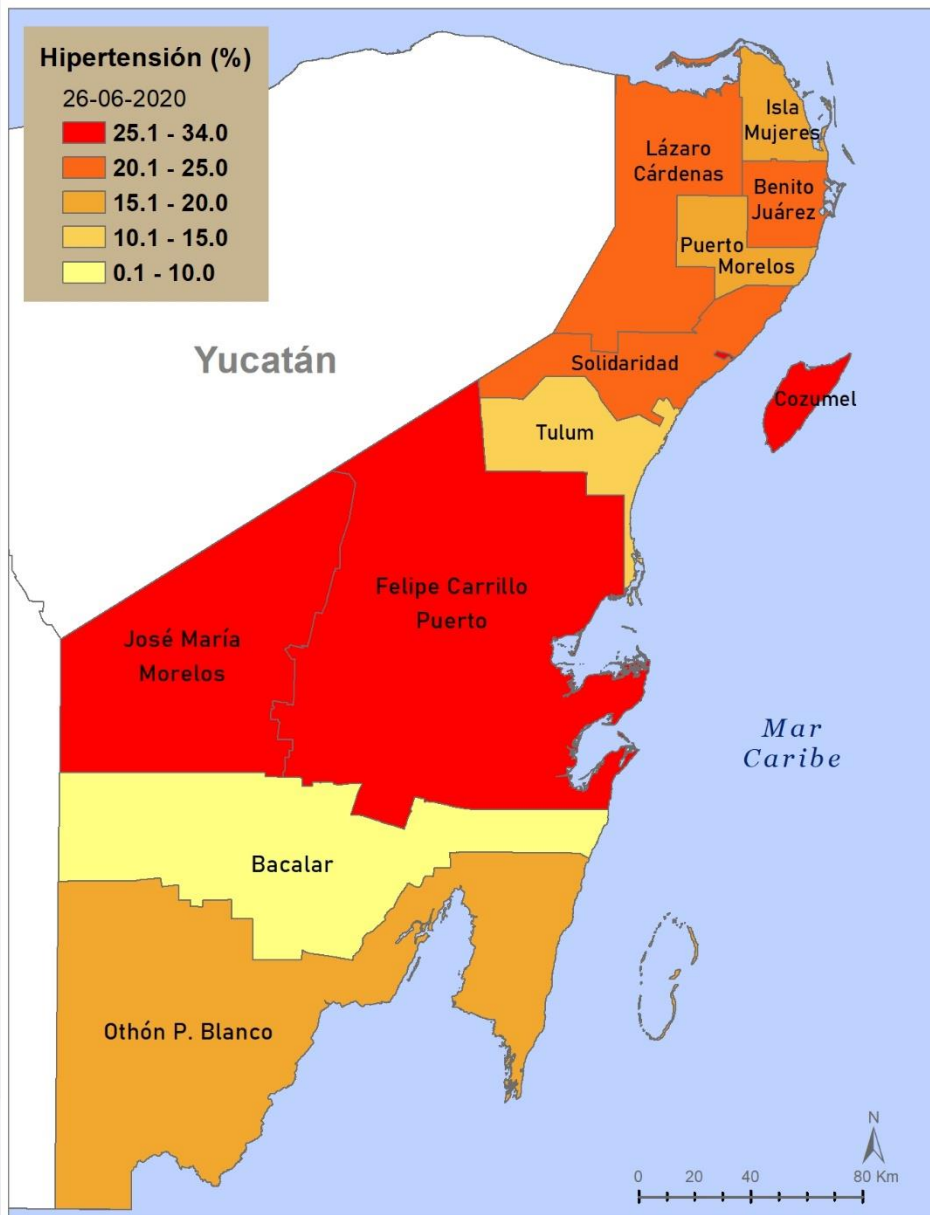 Hipertensión (%)
26-06-2020
25.1 - 34.0
20.1 - 25.0
15.1 - 20.0
10.1 - 15.0
0.1 - 10.0
Isla
Mujeres
Lázaro
Cárdenas
Benito
Juárez
Puerto
Morelos
Yucatán
Solidaridad
Cozumel
Tulum
Felipe Carrillo
Puerto
José María
Morelos
Mar
Caribe
Bacalar
Othón P. Blanco
N
0 20 40 80 Km